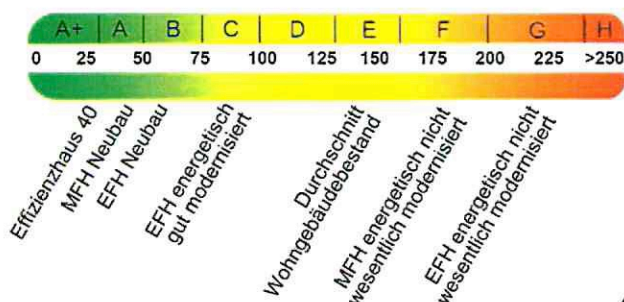 A+ A B C D E F G H
0 25 50 75 100 125 150 175 200 225 >250
Effizienzhaus 40
MFH Neubau
EFH Neubau
EFH energetisch
gut modernisiert
Durchschnitt
Wohngebäudebestand
MFH energetisch nicht
wesentlich modernisiert
EFH energetisch nicht
wesentlich modernisiert